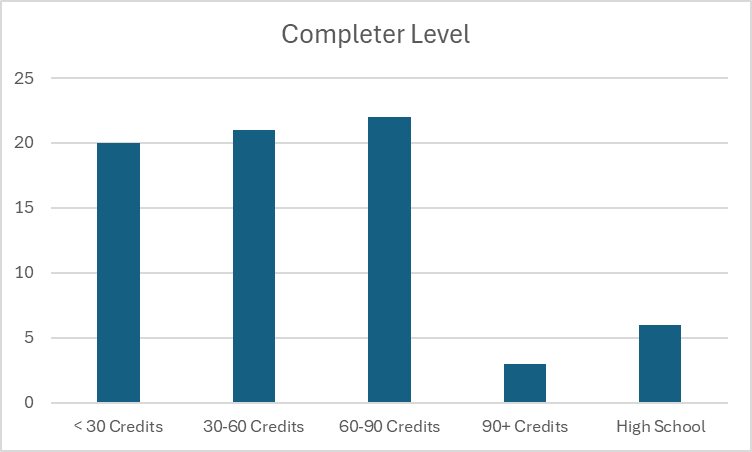 Completer Level
25
20
15
10
5
0
< 30 Credits
30-60 Credits
60-90 Credits
90+ Credits
High School